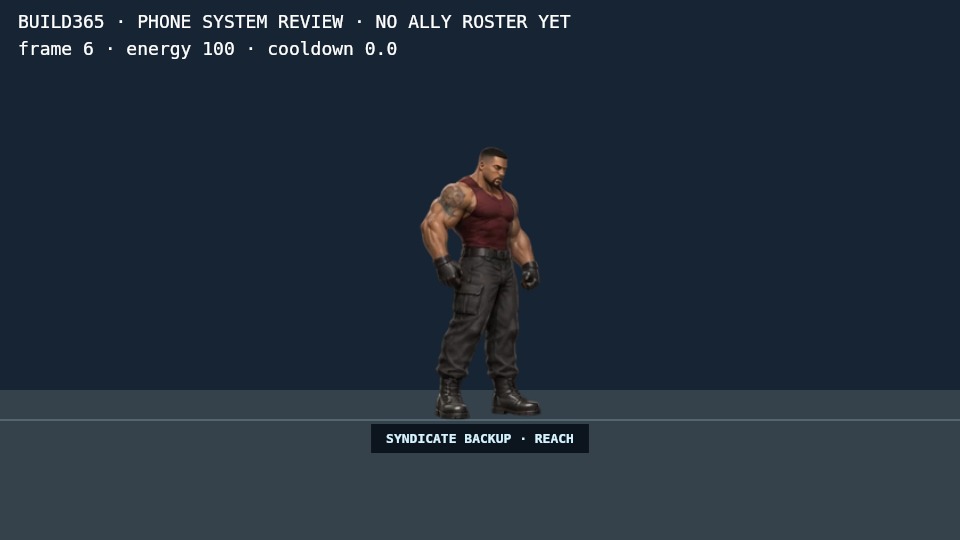 BUILD365 · PHONE SYSTEM REVIEW · NO ALLY ROSTER YET
frame 6 · energy 100 · cooldown 0.0
SYNDICATE BACKUP · REACH